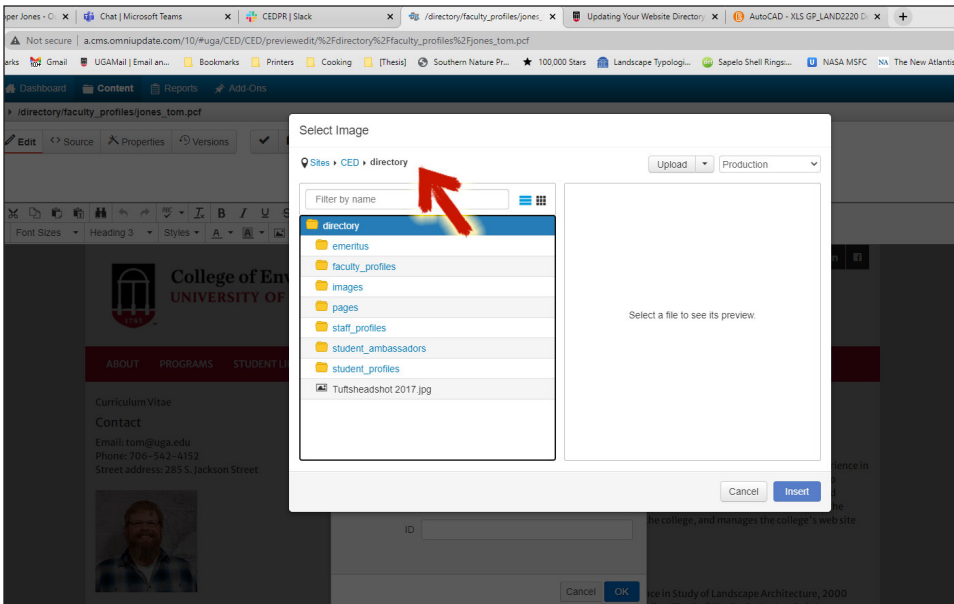 oper Jones - O X Chat | Microsoft Teams X CEDPR | Slack X /directory/faculty_profiles/jones_ X Updating Your Website Directory X AutoCAD - XLS GP_LAND2220 D X +
Not secure | a.cms.omniupdate.com/10/#uga/CED/CED/previewedit/%2Fdirectory%2Ffaculty_profiles%2Fjones_tom.pcf
arks Gmail UGAMail | Email an... Bookmarks Printers Cooking [Thesis] Southern Nature Pr... 100,000 Stars Landscape Typologi... Sapelo Shell Rings:... NASA MSFC The New Atlantis
Dashboard Content Reports Add-Ons
/directory/faculty_profiles/jones_tom.pcf
Edit Source Properties Versions
Select Image
Sites CED directory
Upload Production
Filter by name
directory
emeritus
faculty_profiles
images
pages
staff_profiles
student_ambassadors
student_profiles
Tuftsheadshot 2017.jpg
Select a file to see its preview.
Cancel Insert
Font Sizes Heading 3 Styles A A
B I U S
College of Env
UNIVERSITY OF
1785
ABOUT PROGRAMS STUDENT LI
Curriculum Vitae
Contact
Email: tom@uga.edu
Phone: 706-542-4152
Street address: 285 S. Jackson Street
ience in
he
he college, and manages the college's web site
ID
Cancel OK
ce in Study of Landscape Architecture, 2000